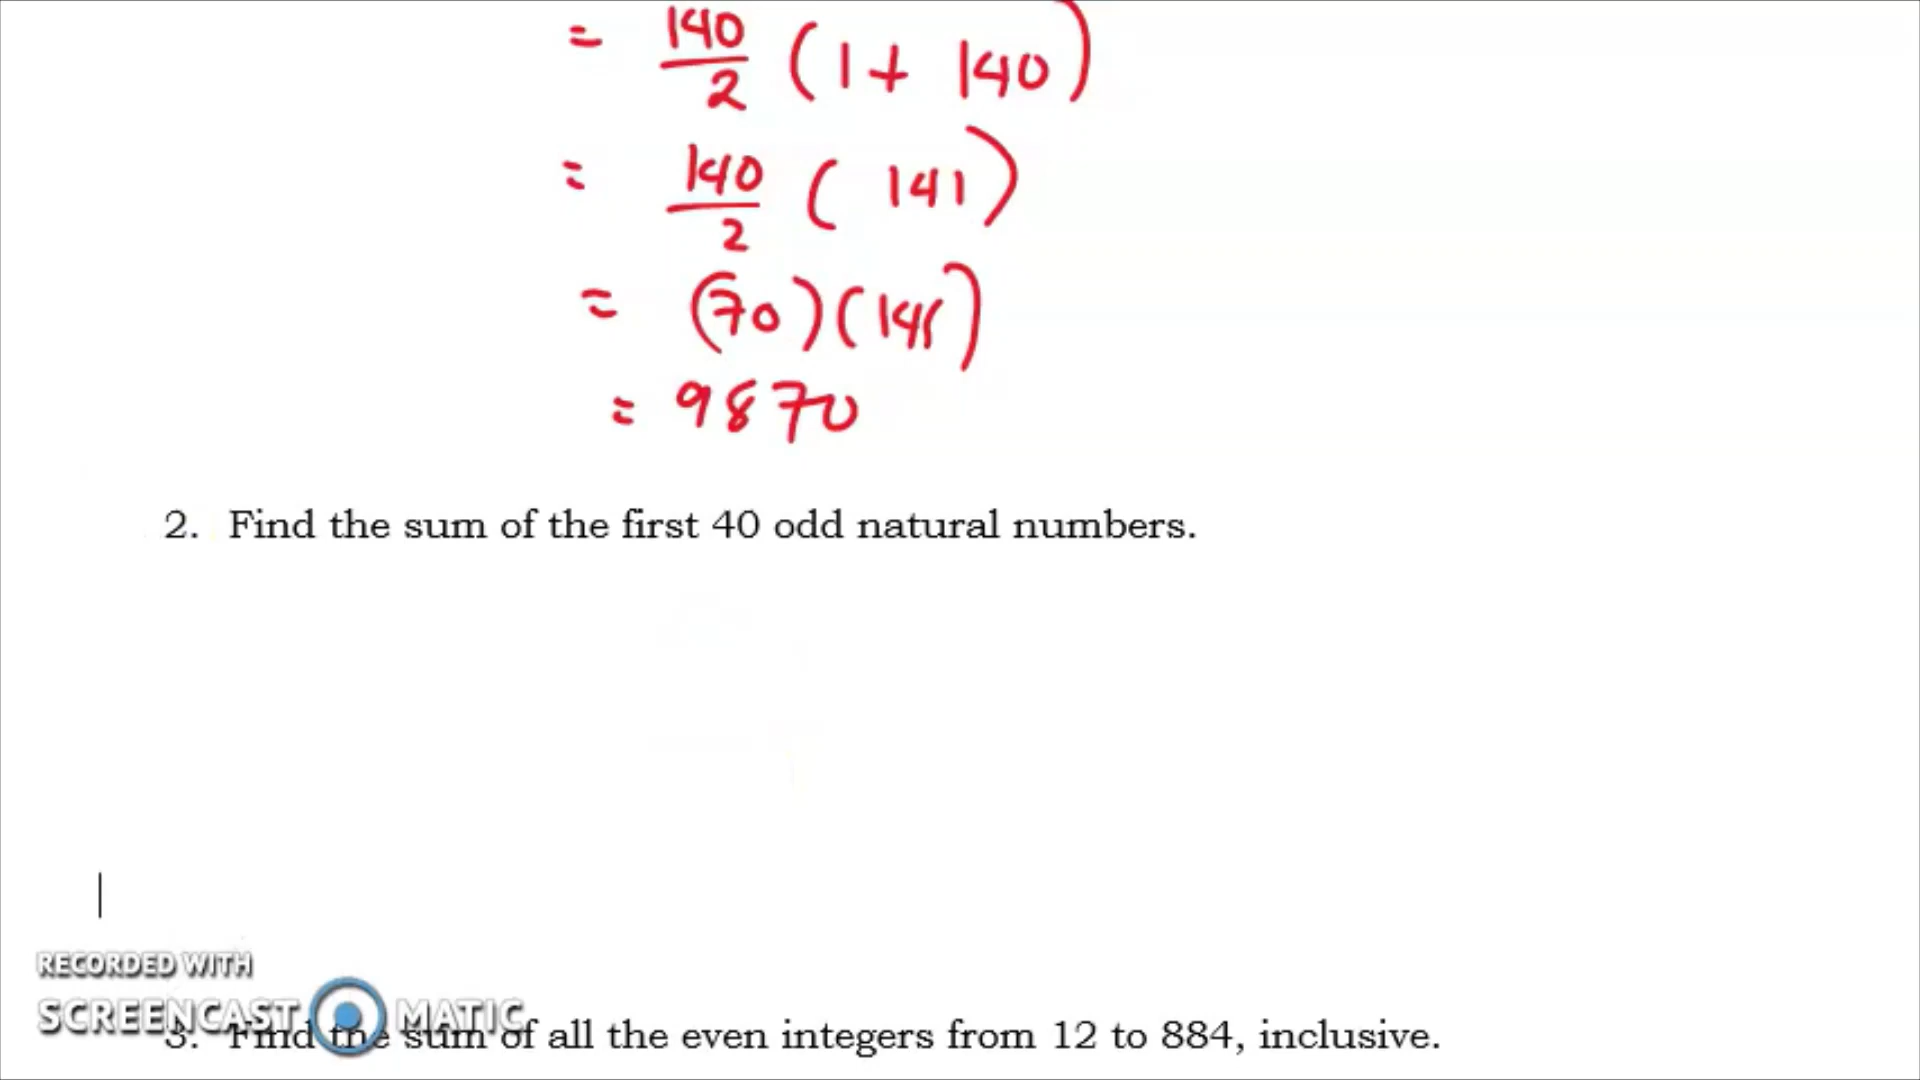 = 140/2 (1 + 140)
= 140/2 (141)
= (70)(141)
= 9870
2. Find the sum of the first 40 odd natural numbers.
RECORDED WITH
SCREENCAST MATIC
3. Find the sum of all the even integers from 12 to 884, inclusive.